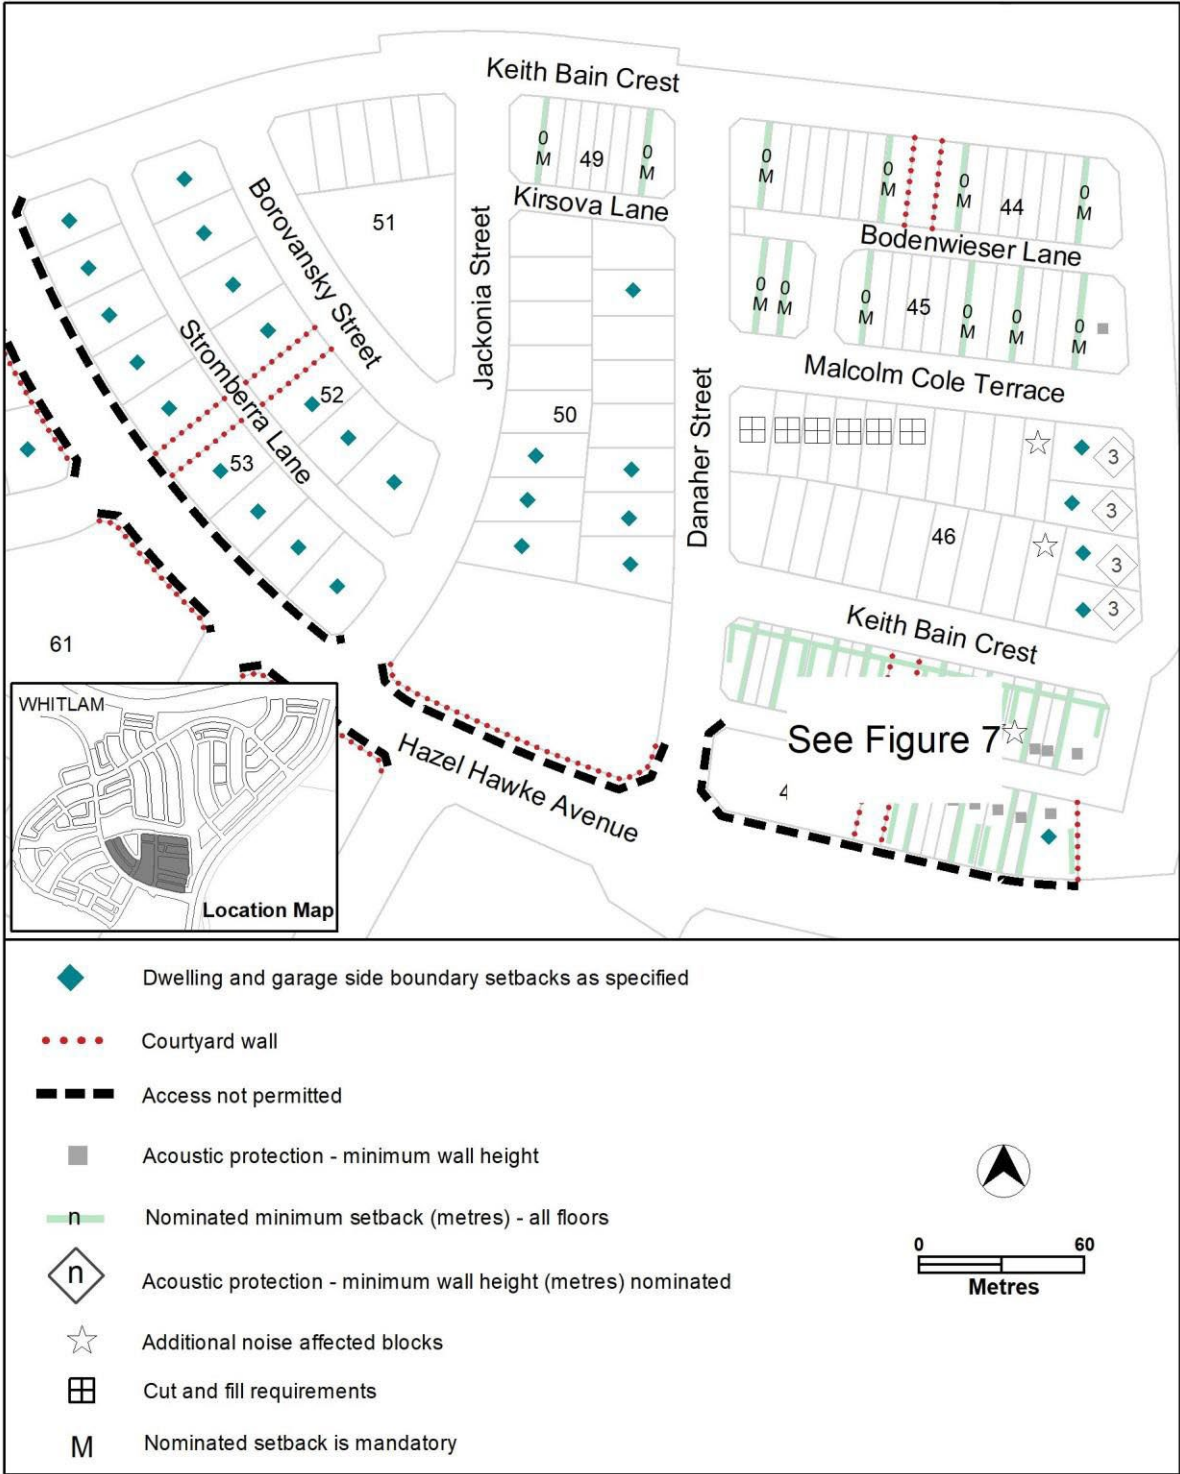 Keith Bain Crest
0
M
49
0
M
Kirsova Lane
0
M
0
M
0
M
44
0
M
Bodenwieser Lane
Borovansky Street
51
Jackonia Street
0
M
0
M
0
M
45
0
M
0
M
0
M
Malcolm Cole Terrace
Stromberra Lane
52
53
50
Danaher Street
3
3
46
3
3
Keith Bain Crest
61
WHITLAM
Location Map
Hazel Hawke Avenue
See Figure 7
Dwelling and garage side boundary setbacks as specified
Courtyard wall
Access not permitted
Acoustic protection - minimum wall height
n Nominated minimum setback (metres) - all floors
n Acoustic protection - minimum wall height (metres) nominated
Additional noise affected blocks
Cut and fill requirements
M Nominated setback is mandatory
0 60
Metres